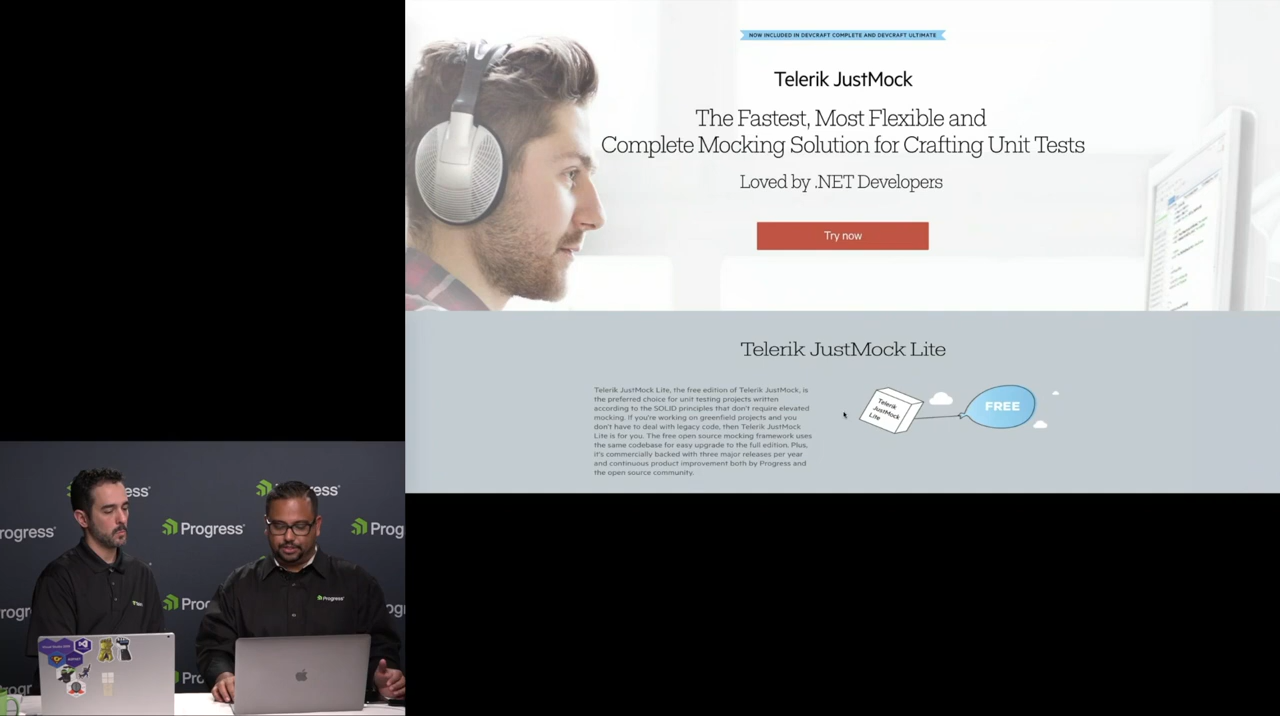 NOW INCLUDED IN DEVCRAFT COMPLETE AND DEVCRAFT ULTIMATE
Telerik JustMock
The Fastest, Most Flexible and
Complete Mocking Solution for Crafting Unit Tests
Loved by .NET Developers
Try now
Telerik JustMock Lite
Telerik JustMock Lite, the free edition of Telerik JustMock, is
the preferred choice for unit testing projects written
according to the SOLID principles that don't require elevated
mocking. If you're working on greenfield projects and you
don't have to deal with legacy code, then Telerik JustMock
Lite is for you. The free open source mocking framework uses
the same codebase for easy upgrade to the full edition. Plus,
it's commercially backed with three major releases per year
and continuous product improvement both by Progress and
the open source community.
Telerik
JustMock
Lite
FREE
Progress
Prog
Progress